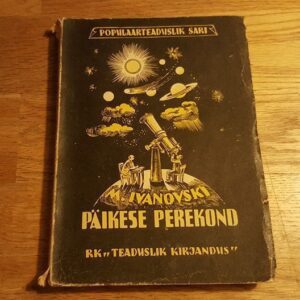 POPULAARTEADUSLIK SARI
M. IVANOVSKI
PÄIKESE PEREKOND
RK „TEADUSLIK KIRJANDUS"